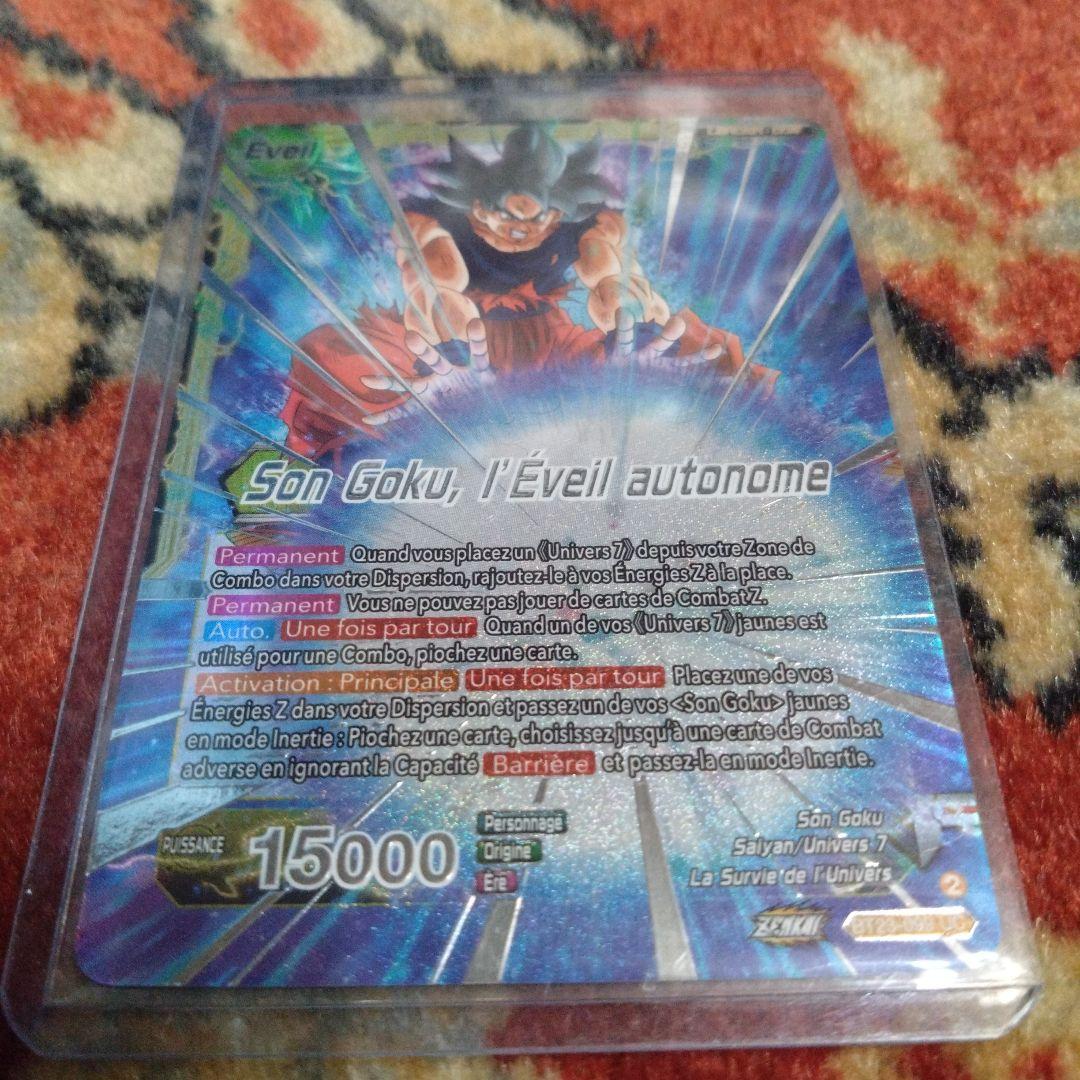 Éveil
Son Goku, l'Éveil autonome
Permanent Quand vous placez un 《Univers 7》 depuis votre Zone de
Combo dans votre Dispersion, rajoutez-le à vos Énergies Z à la place.
Permanent Vous ne pouvez pas jouer de cartes de Combat Z.
Auto. Une fois par tour Quand un de vos 《Univers 7》 jaunes est
utilisé pour une Combo, piochez une carte.
Activation : Principale Une fois par tour Placez une de vos
Énergies Z dans votre Dispersion et passez un de vos <Son Goku> jaunes
en mode Inertie : Piochez une carte, choisissez jusqu'à une carte de Combat
adverse en ignorant la Capacité Barrière et passez-la en mode Inertie.
PUISSANCE 15000
Personnage Son Goku
Origine Saiyan/Univers 7
Ère La Survie de l'Univers
2
ZENKAI